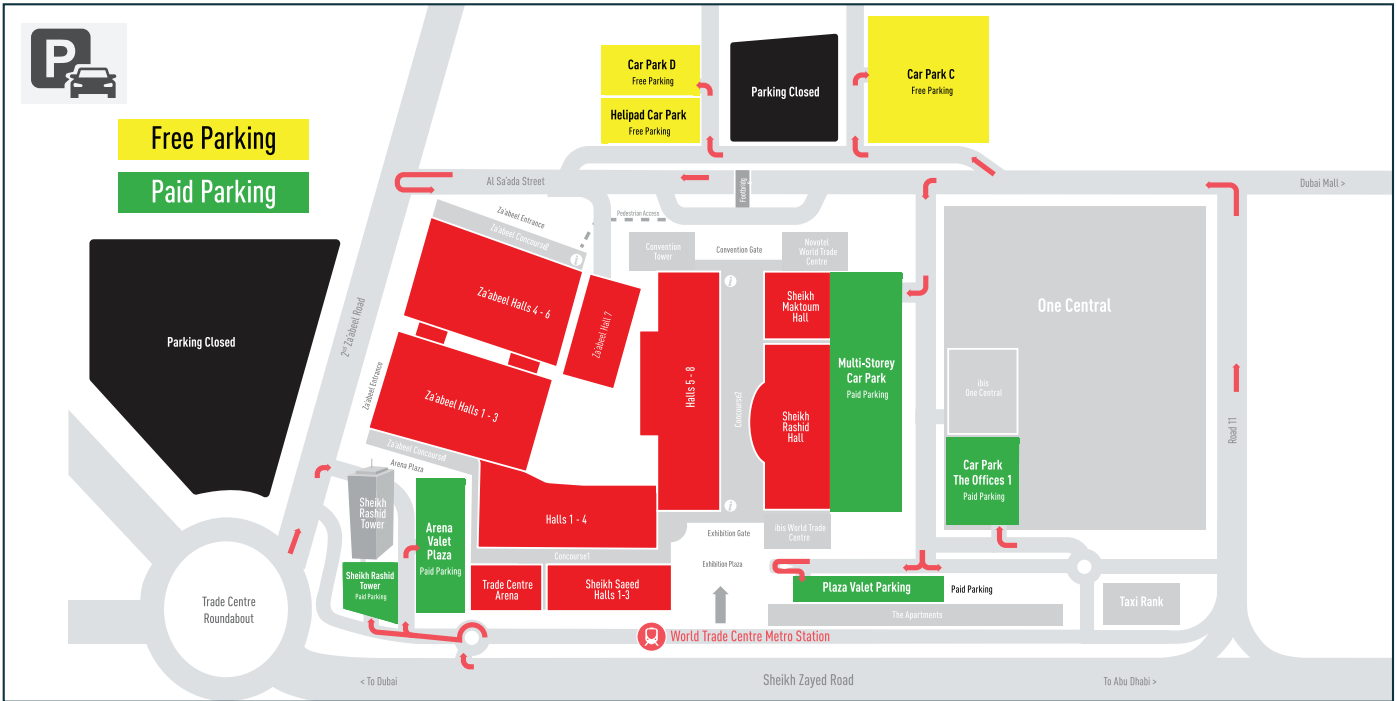 P
Free Parking
Paid Parking
Parking Closed
Car Park D
Free Parking
Helipad Car Park
Free Parking
Parking Closed
Car Park C
Free Parking
Al Sa'ada Street
Footbridg
Dubai Mall >
Za'abeel Entrance
Za'abeel Concourse2
Pedestrian Access
Convention
Tower
Convention Gate
Novotel
World Trade
Centre
i
i
2nd Za'abeel Road
Za'abeel Halls 4 - 6
Za'abeel Hall 7
Halls 5 - 8
Concourse2
Sheikh
Maktoum
Hall
One Central
Multi-Storey
Car Park
Paid Parking
Za'abeel Entrance
Za'abeel Halls 1 - 3
Sheikh
Rashid
Hall
ibis
One Central
Road 11
Za'abeel Concourse1
Arena Plaza
Car Park
The Offices 1
Paid Parking
Sheikh
Rashid
Tower
Arena
Valet
Plaza
Paid Parking
Halls 1 - 4
i
Exhibition Gate
ibis World Trade
Centre
Concourse1
Exhibition Plaza
Sheikh Rashid
Tower
Paid Parking
Trade Centre
Arena
Sheikh Saeed
Halls 1-3
Plaza Valet Parking
Paid Parking
Taxi Rank
Trade Centre
Roundabout
The Apartments
World Trade Centre Metro Station
< To Dubai
Sheikh Zayed Road
To Abu Dhabi >